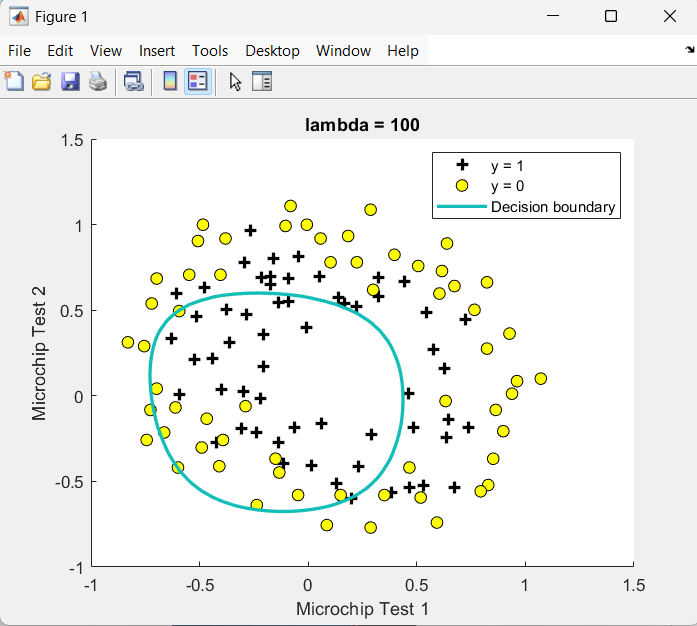 Figure 1
File Edit View Insert Tools Desktop Window Help
lambda = 100
1.5
1
0.5
0
-0.5
-1
Microchip Test 2
y = 1
y = 0
Decision boundary
-1 -0.5 0 0.5 1 1.5
Microchip Test 1